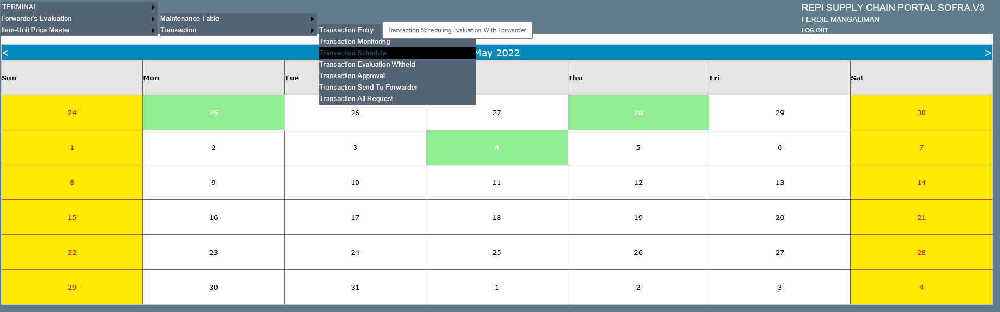 TERMINAL
Forwarder's Evaluation
Item-Unit Price Master
Maintenance Table
Transaction
Transaction Entry
Transaction Monitoring
Transaction Schedule
Transaction Evaluation Witheld
Transaction Approval
Transaction Send To Forwarder
Transaction All Request
Transaction Scheduling Evaluation With Forwarder
REPI SUPPLY CHAIN PORTAL SOFRA.V3
FERDIE MANGALIMAN
LOG-OUT
< May 2022 >
Sun Mon Tue Thu Fri Sat
24 25 26 27 28 29 30
1 2 3 4 5 6 7
8 9 10 11 12 13 14
15 16 17 18 19 20 21
22 23 24 25 26 27 28
29 30 31 1 2 3 4